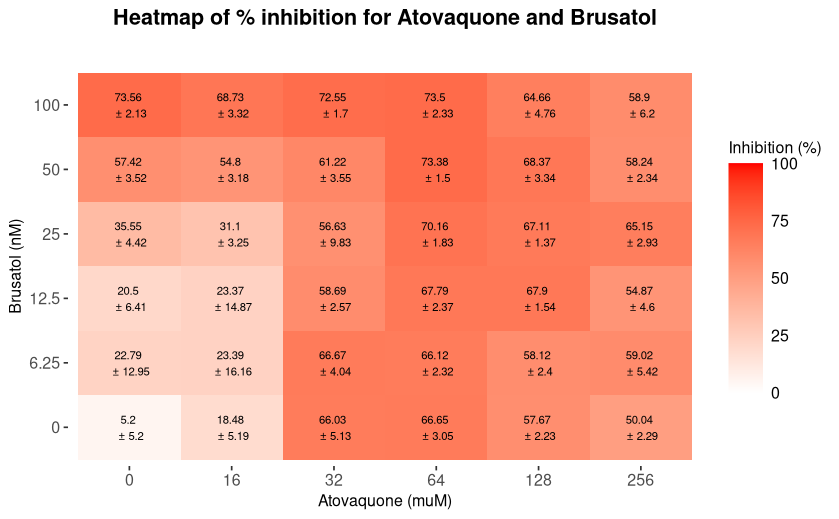 Heatmap of % inhibition for Atovaquone and Brusatol
Inhibition (%)
100
75
50
25
0
Brusatol (nM)
100
73.56 68.73 72.55 73.5 64.66 58.9
± 2.13 ± 3.32 ± 1.7 ± 2.33 ± 4.76 ± 6.2
50
57.42 54.8 61.22 73.38 68.37 58.24
± 3.52 ± 3.18 ± 3.55 ± 1.5 ± 3.34 ± 2.34
25
35.55 31.1 56.63 70.16 67.11 65.15
± 4.42 ± 3.25 ± 9.83 ± 1.83 ± 1.37 ± 2.93
12.5
20.5 23.37 58.69 67.79 67.9 54.87
± 6.41 ± 14.87 ± 2.57 ± 2.37 ± 1.54 ± 4.6
6.25
22.79 23.39 66.67 66.12 58.12 59.02
± 12.95 ± 16.16 ± 4.04 ± 2.32 ± 2.4 ± 5.42
0
5.2 18.48 66.03 66.65 57.67 50.04
± 5.2 ± 5.19 ± 5.13 ± 3.05 ± 2.23 ± 2.29
0 16 32 64 128 256
Atovaquone (muM)